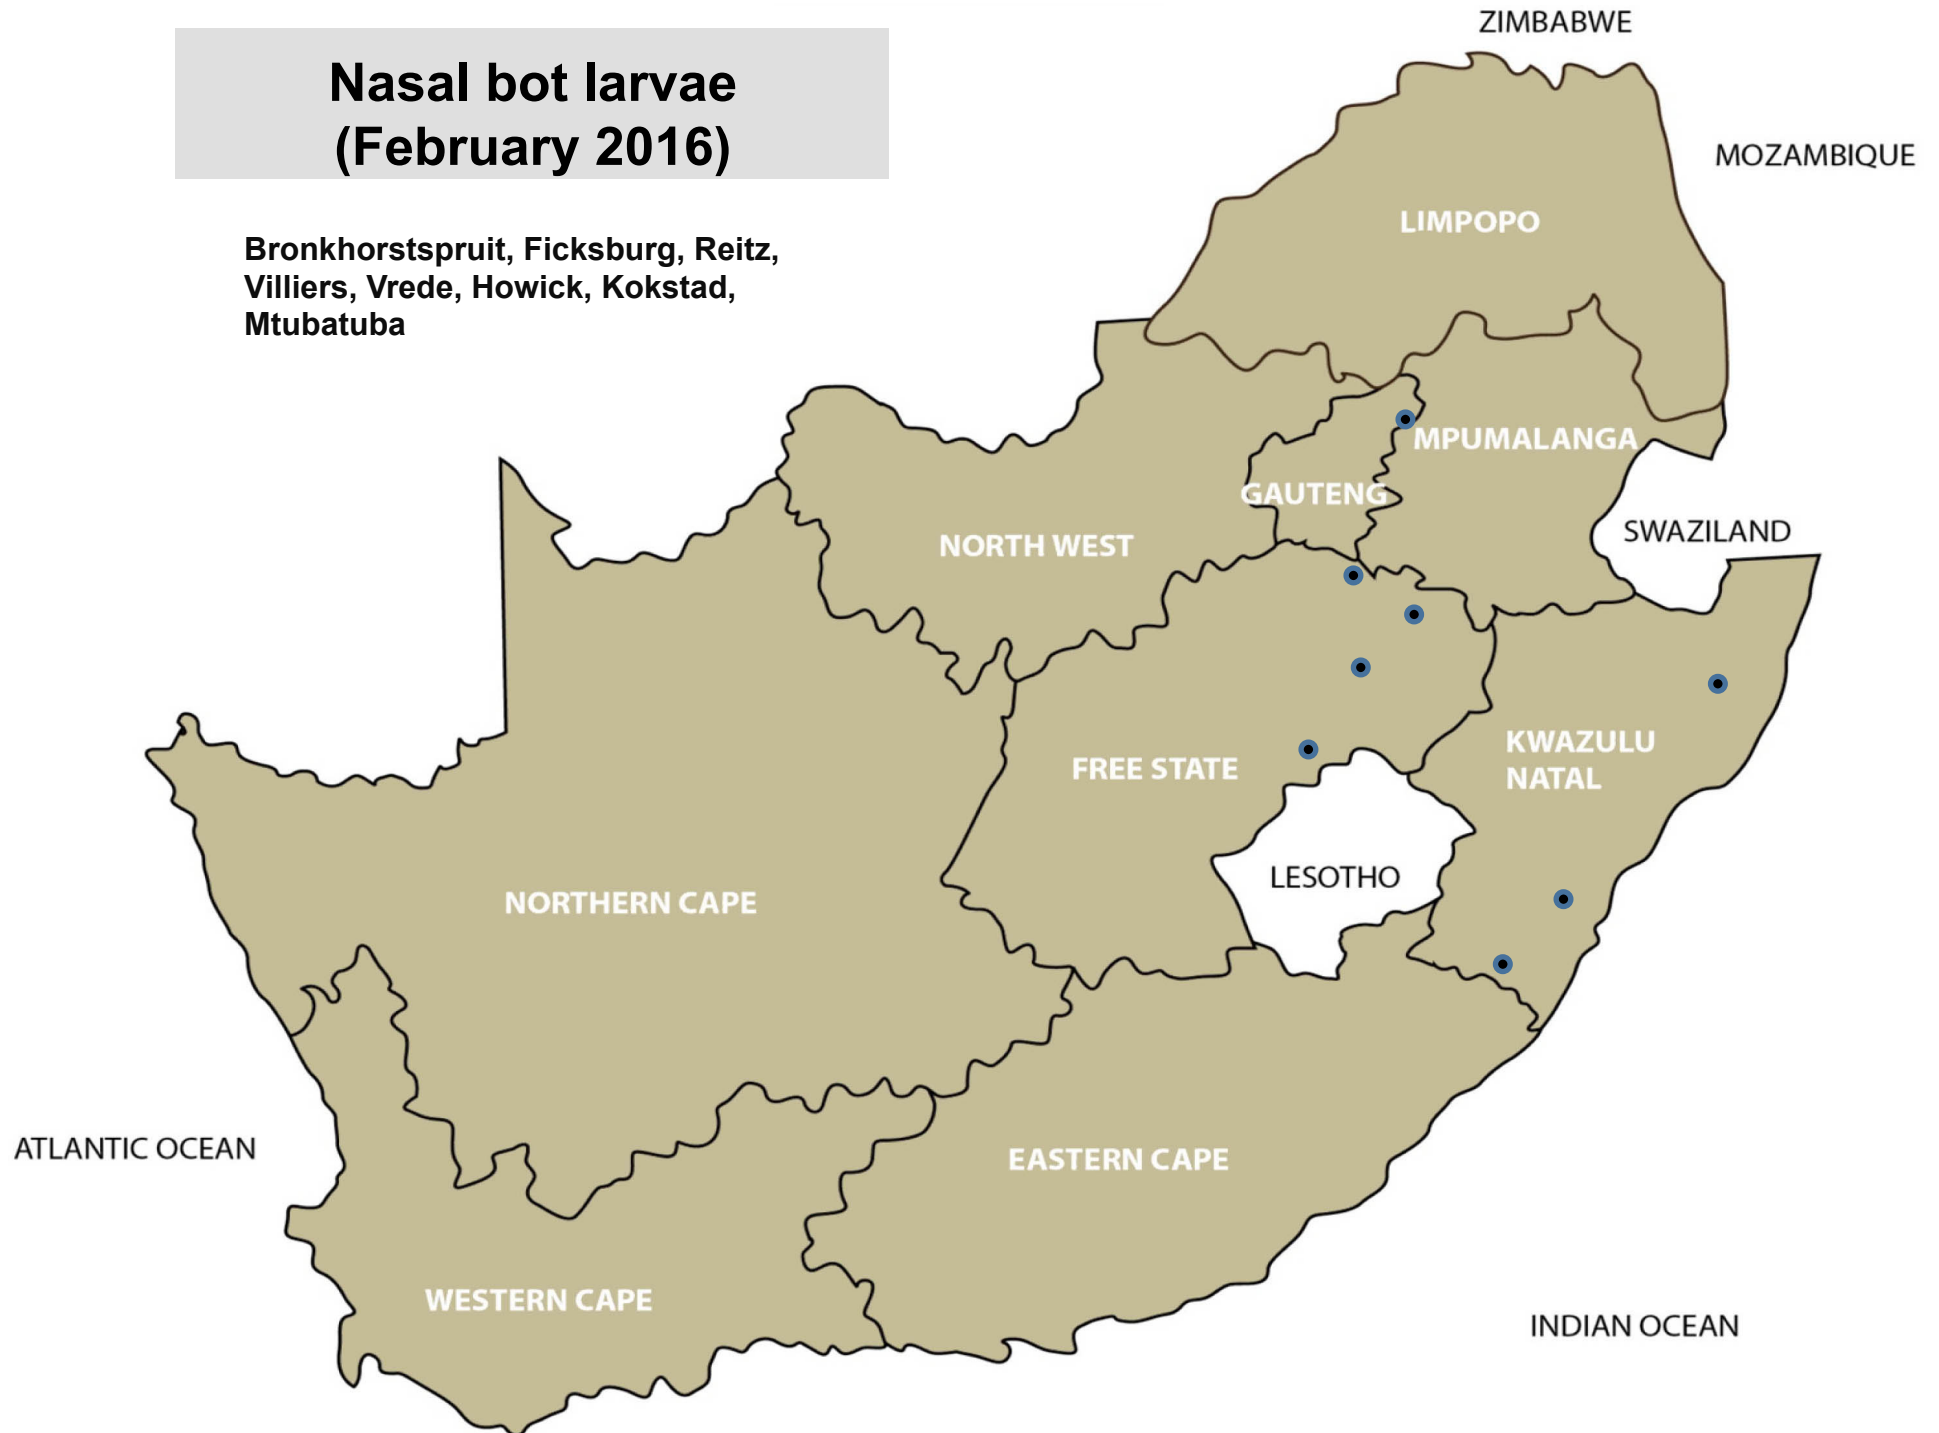 Nasal bot larvae
(February 2016)
Bronkhorstspruit, Ficksburg, Reitz,
Villiers, Vrede, Howick, Kokstad,
Mtubatuba
ZIMBABWE
MOZAMBIQUE
LIMPOPO
MPUMALANGA
GAUTENG
SWAZILAND
NORTH WEST
KWAZULU
NATAL
FREE STATE
LESOTHO
NORTHERN CAPE
ATLANTIC OCEAN
EASTERN CAPE
WESTERN CAPE
INDIAN OCEAN